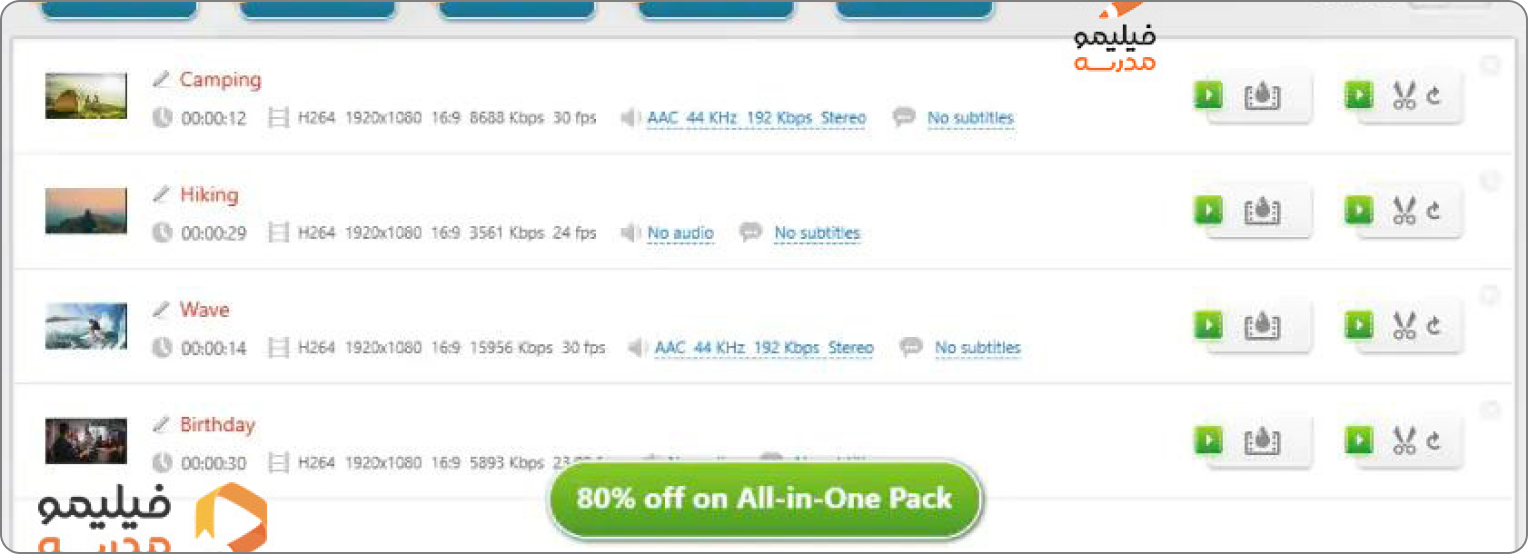 فیلیمو
مدرسه
Camping
00:00:12 H264 1920x1080 16:9 8688 Kbps 30 fps AAC 44 KHz 192 Kbps Stereo No subtitles
Hiking
00:00:29 H264 1920x1080 16:9 3561 Kbps 24 fps No audio No subtitles
Wave
00:00:14 H264 1920x1080 16:9 15956 Kbps 30 fps AAC 44 KHz 192 Kbps Stereo No subtitles
Birthday
00:00:30 H264 1920x1080 16:9 5893 Kbps
80% off on All-in-One Pack
فیلیمو
مدرسه